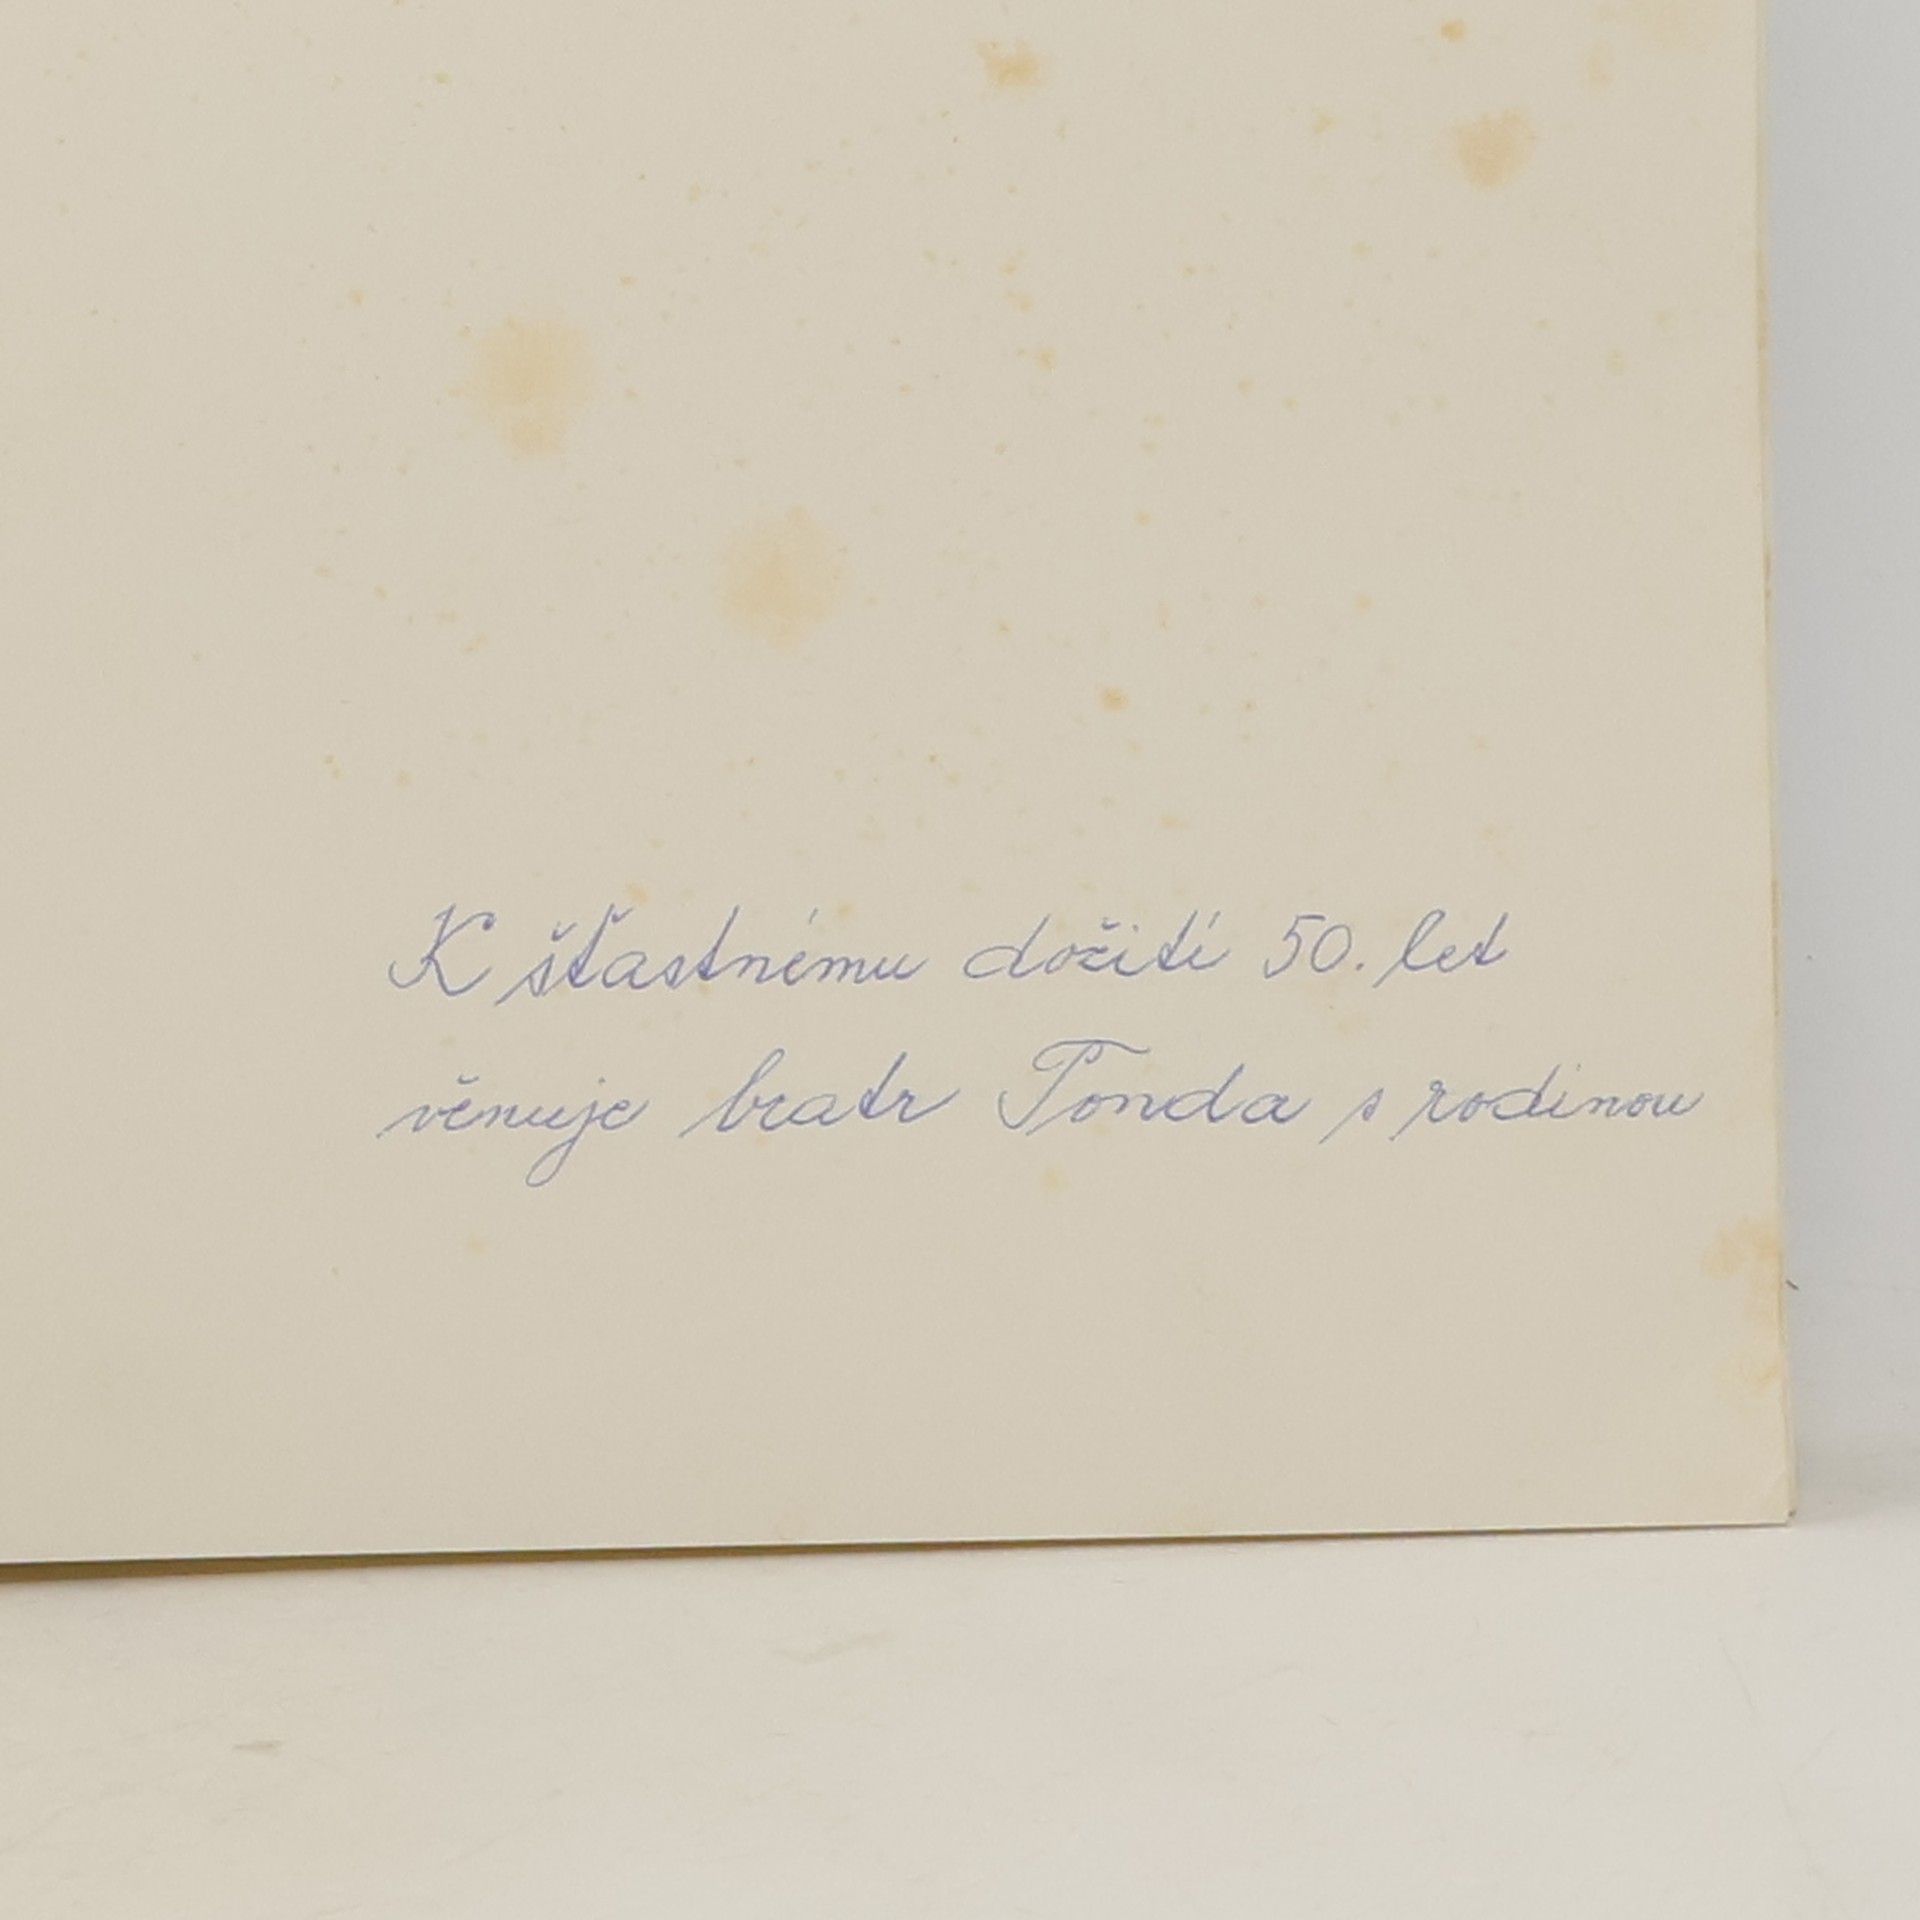 K šťastnému dožití 50. let
věnuje bratr Tonda s rodinou